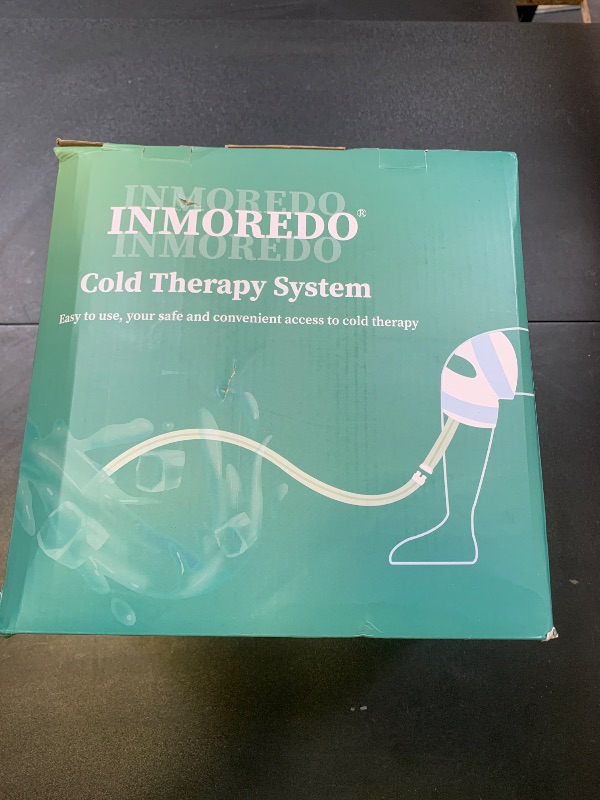 INMOREDO
INMOREDO®
INMOREDO
Cold Therapy System
Easy to use, your safe and convenient access to cold therapy